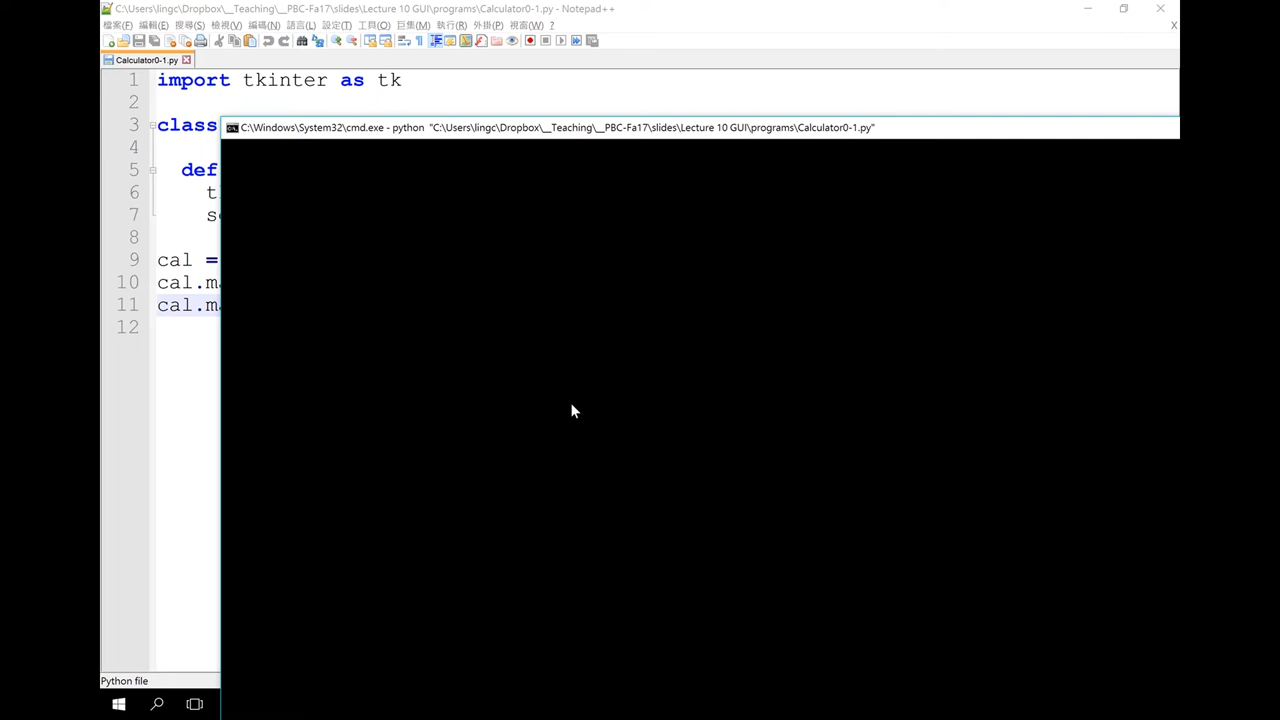 C:\Users\lingc\Dropbox\__Teaching\__PBC-Fa17\slides\Lecture 10 GUI\programs\Calculator0-1.py - Notepad++
檔案(F) 編輯(E) 搜尋(S) 檢視(V) 編碼(N) 語言(L) 設定(T) 工具(O) 巨集(M) 執行(R) 外掛(P) 視窗(W) ?
X
Calculator0-1.py
1 import tkinter as tk
2
3 class
C:\Windows\System32\cmd.exe - python "C:\Users\lingc\Dropbox\__Teaching\__PBC-Fa17\slides\Lecture 10 GUI\programs\Calculator0-1.py"
4
5 def
6 t
7 s
8
9 cal =
10 cal.ma
11 cal.ma
12
Python file